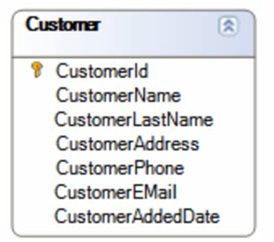 Customer
CustomerId
CustomerName
CustomerLastName
CustomerAddress
CustomerPhone
CustomerEMail
CustomerAddedDate